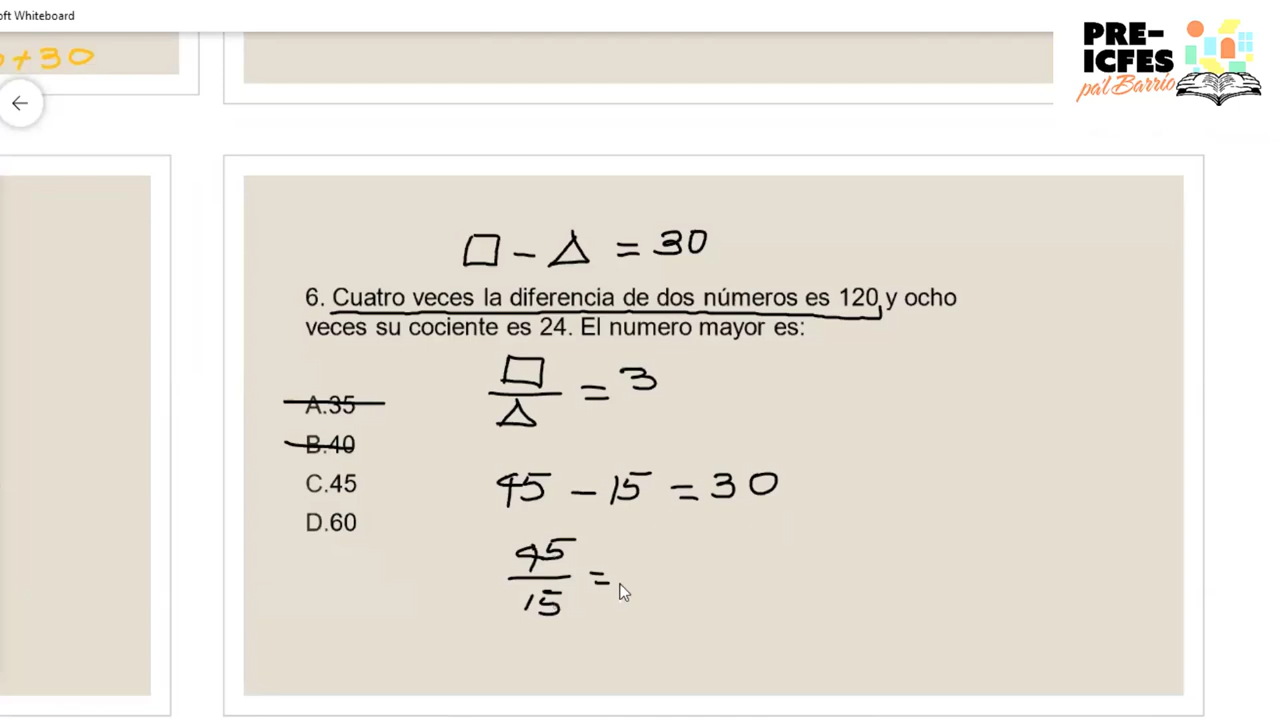 oft Whiteboard
+30
PRE-
ICFES
pa'l Barrio
□ - △ = 30
6. Cuatro veces la diferencia de dos números es 120 y ocho
veces su cociente es 24. El numero mayor es:
□/△ = 3
A.35
B.40
C.45
D.60
45 - 15 = 30
45/15 =